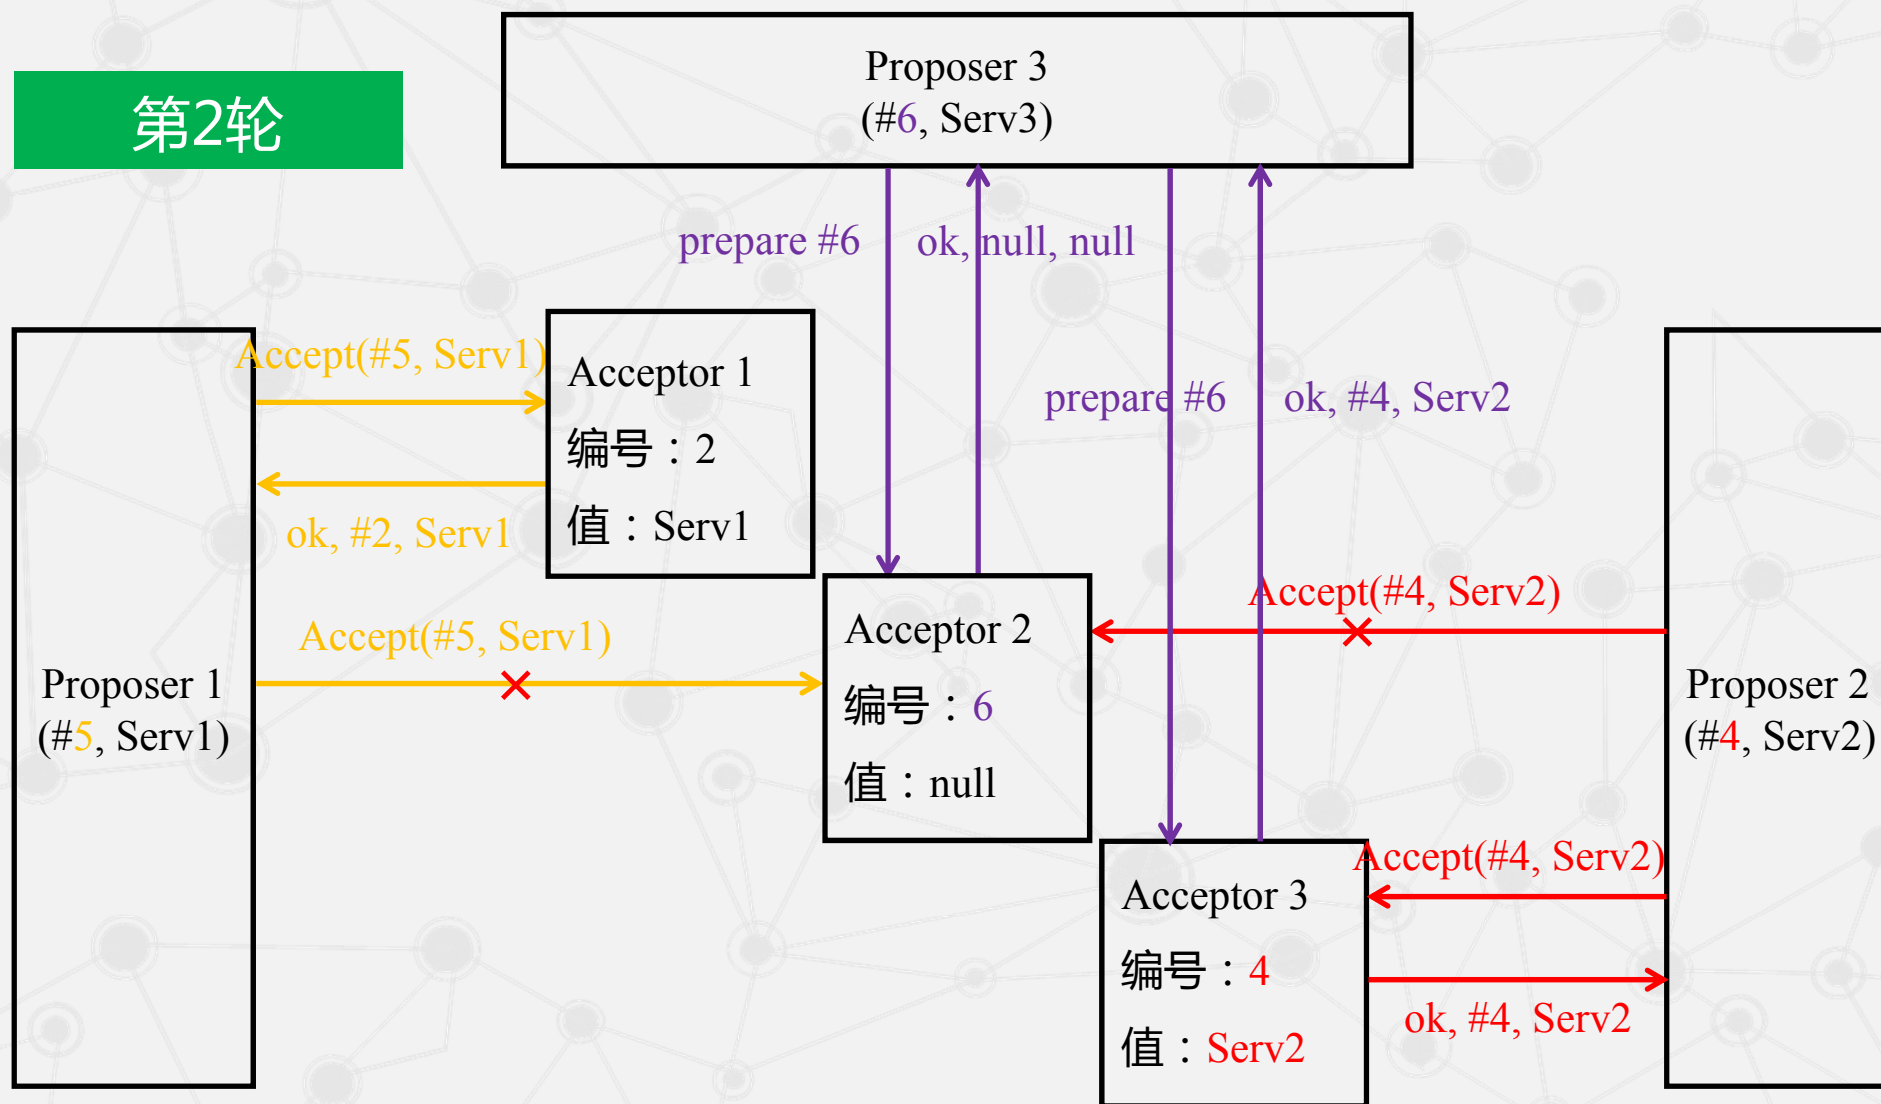 第2轮
Proposer 3
(#6, Serv3)
prepare #6
ok, null, null
prepare #6
ok, #4, Serv2
Proposer 1
(#5, Serv1)
Accept(#5, Serv1)
ok, #2, Serv1
Accept(#5, Serv1)
Acceptor 1
编号：2
值：Serv1
Acceptor 2
编号：6
值：null
Acceptor 3
编号：4
值：Serv2
Accept(#4, Serv2)
Accept(#4, Serv2)
ok, #4, Serv2
Proposer 2
(#4, Serv2)